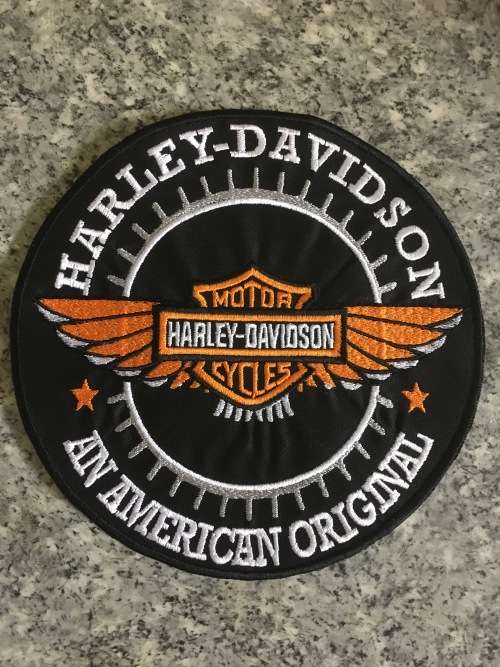 HARLEY-DAVIDSON
MOTOR
HARLEY-DAVIDSON
CYCLES
AN AMERICAN ORIGINAL